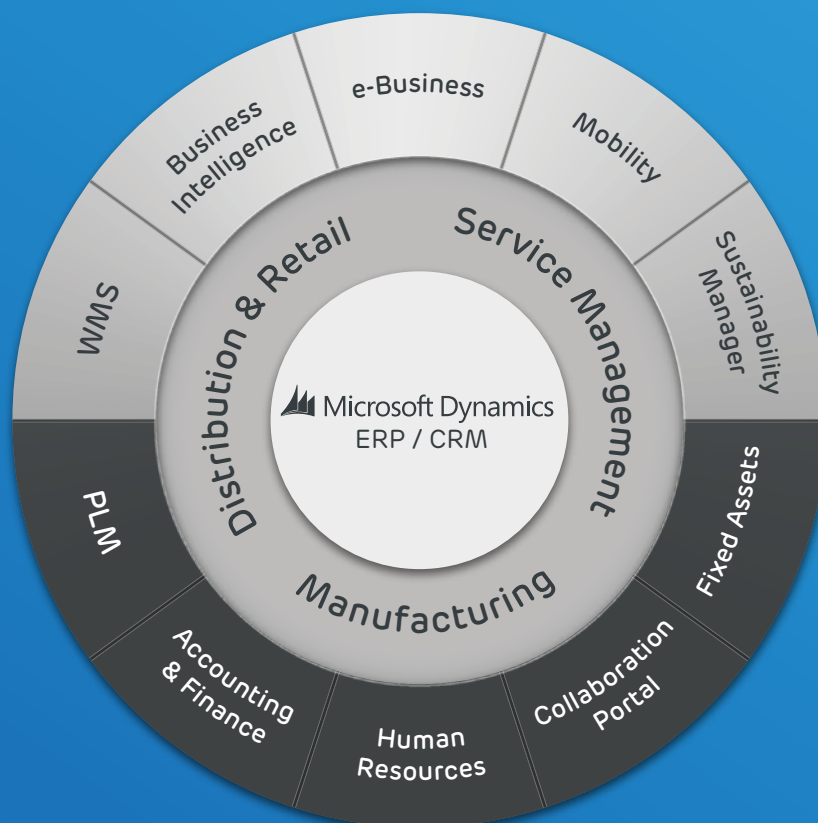 e-Business
Mobility
Sustainability
Manager
Fixed Assets
Collaboration
Portal
Human
Resources
Accounting
& Finance
PLM
WMS
Business
Intelligence
Distribution & Retail
Service Management
Manufacturing
Microsoft Dynamics
ERP / CRM